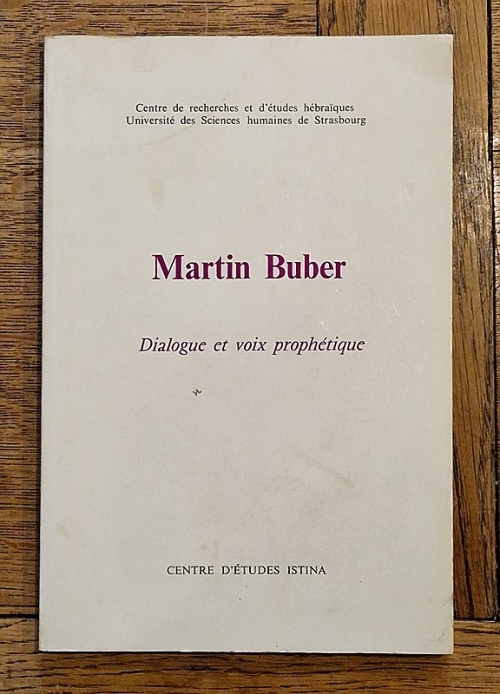 Centre de recherches et d'études hébraïques
Université des Sciences humaines de Strasbourg
Martin Buber
Dialogue et voix prophétique
CENTRE D'ÉTUDES ISTINA